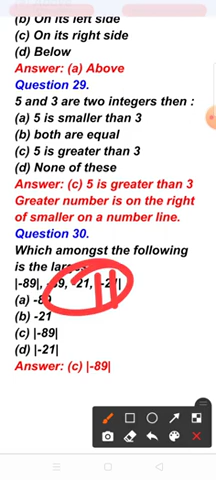 (b) On its left side
(c) On its right side
(d) Below
Answer: (a) Above
Question 29.
5 and 3 are two integers then :
(a) 5 is smaller than 3
(b) both are equal
(c) 5 is greater than 3
(d) None of these
Answer: (c) 5 is greater than 3
Greater number is on the right
of smaller on a number line.
Question 30.
Which amongst the following
is the
|-89|, -21,
(a) -89
(b) -21
(c) |-89|
(d) |-21|
Answer: (c) |-89|